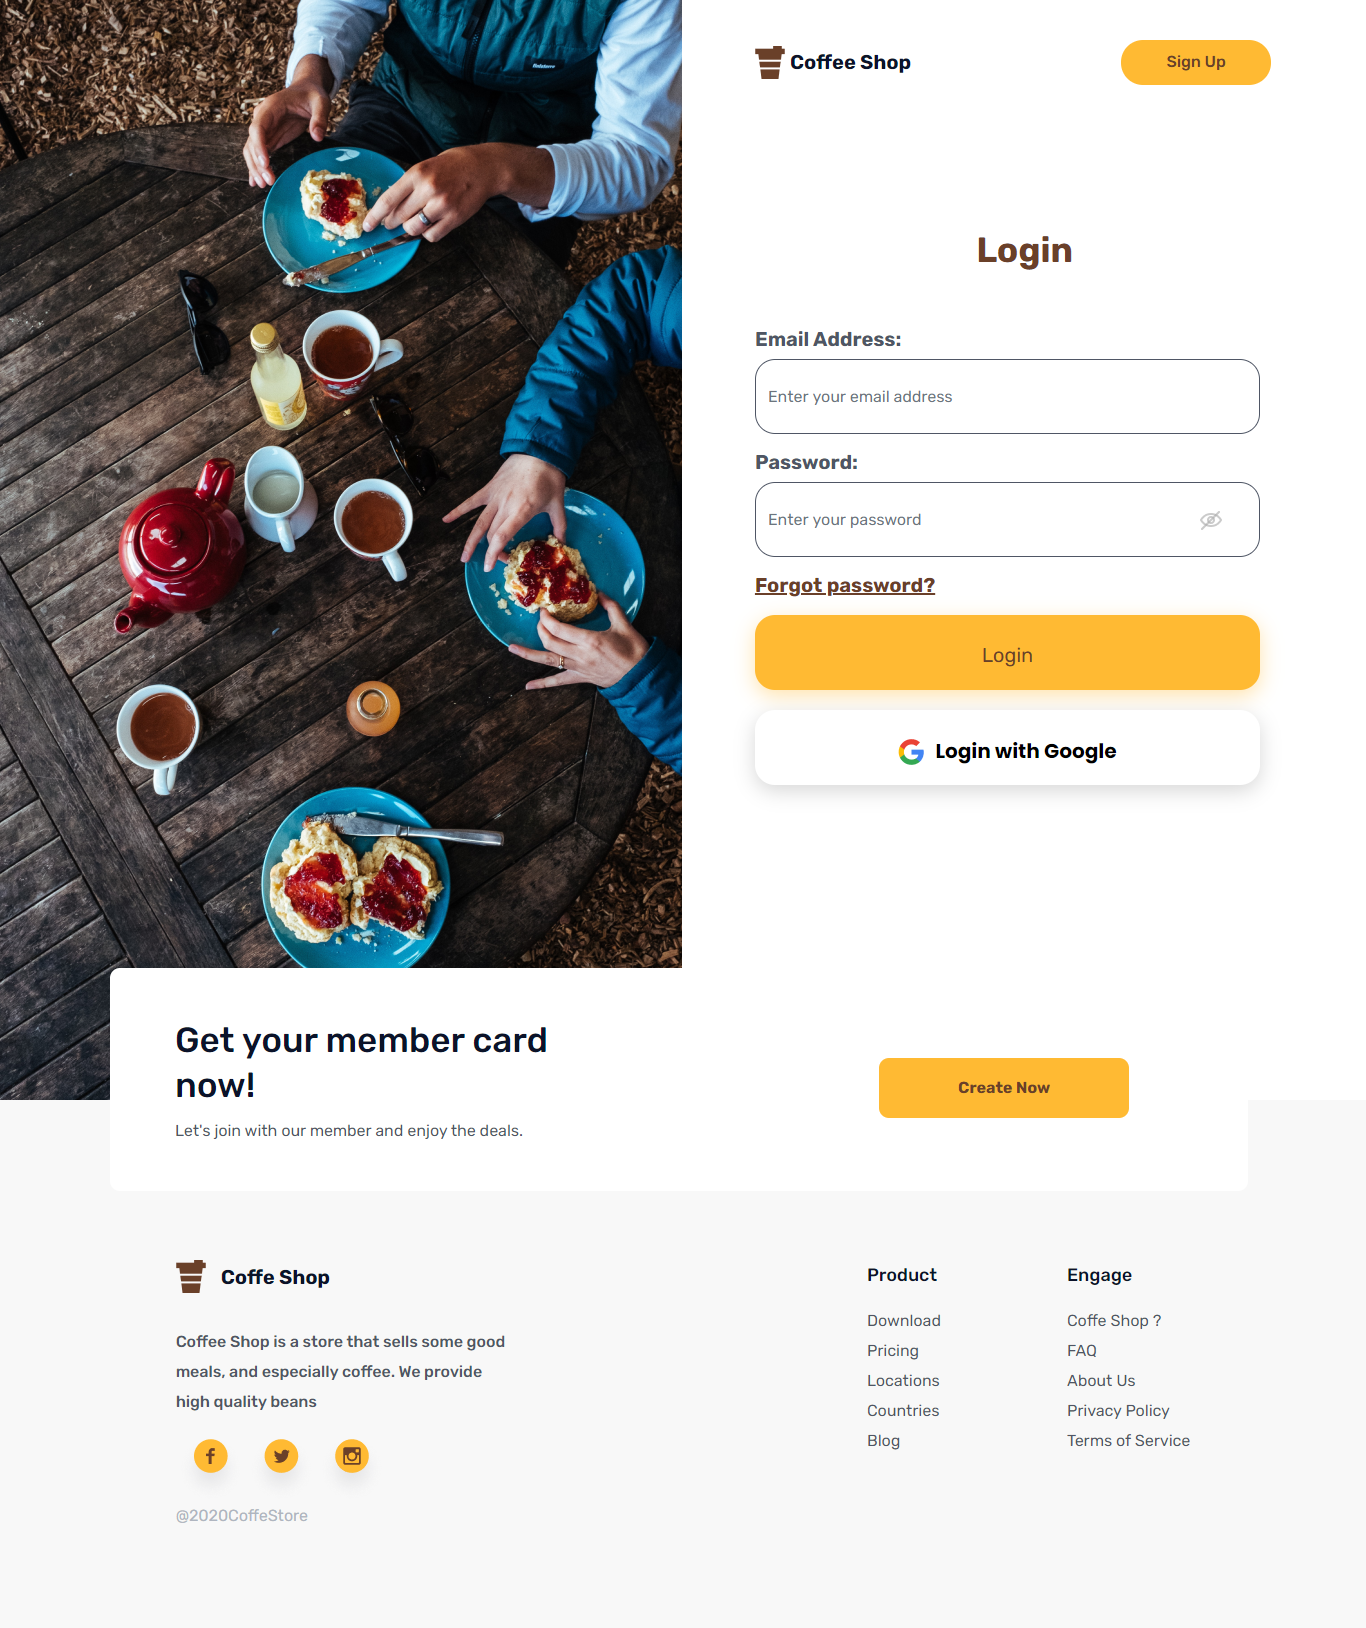 Coffee Shop
Sign Up
Login
Email Address:
Enter your email address
Password:
Enter your password
Forgot password?
Login
Login with Google
Get your member card
now!
Let's join with our member and enjoy the deals.
Create Now
Coffe Shop
Coffee Shop is a store that sells some good
meals, and especially coffee. We provide
high quality beans
@2020CoffeStore
Product
Download
Pricing
Locations
Countries
Blog
Engage
Coffe Shop ?
FAQ
About Us
Privacy Policy
Terms of Service